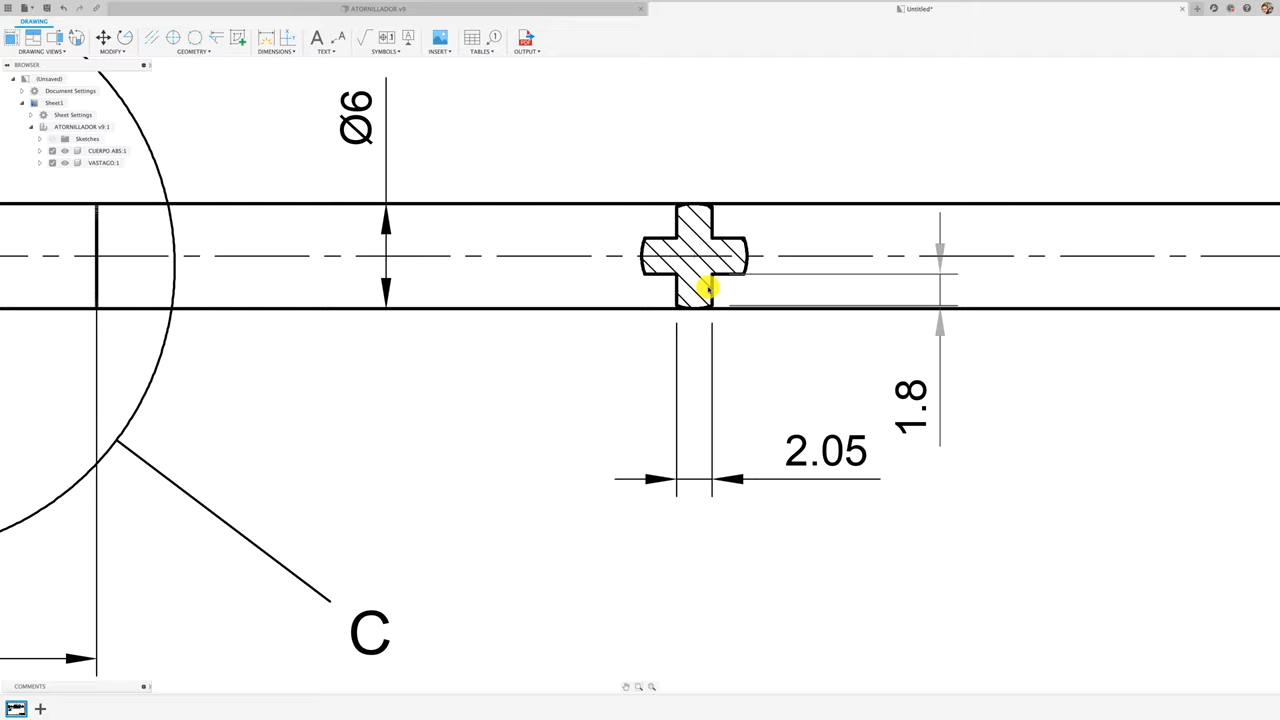 ATORNILLADOR v9
Untitled*
DRAWING
DRAWING VIEWS
MODIFY
GEOMETRY
DIMENSIONS
TEXT
SYMBOLS
INSERT
TABLES
OUTPUT
BROWSER
(Unsaved)
Document Settings
Sheet1
Sheet Settings
ATORNILLADOR v9:1
Sketches
CUERPO ABS:1
VASTAGO:1
Ø6
1.8
2.05
C
COMMENTS